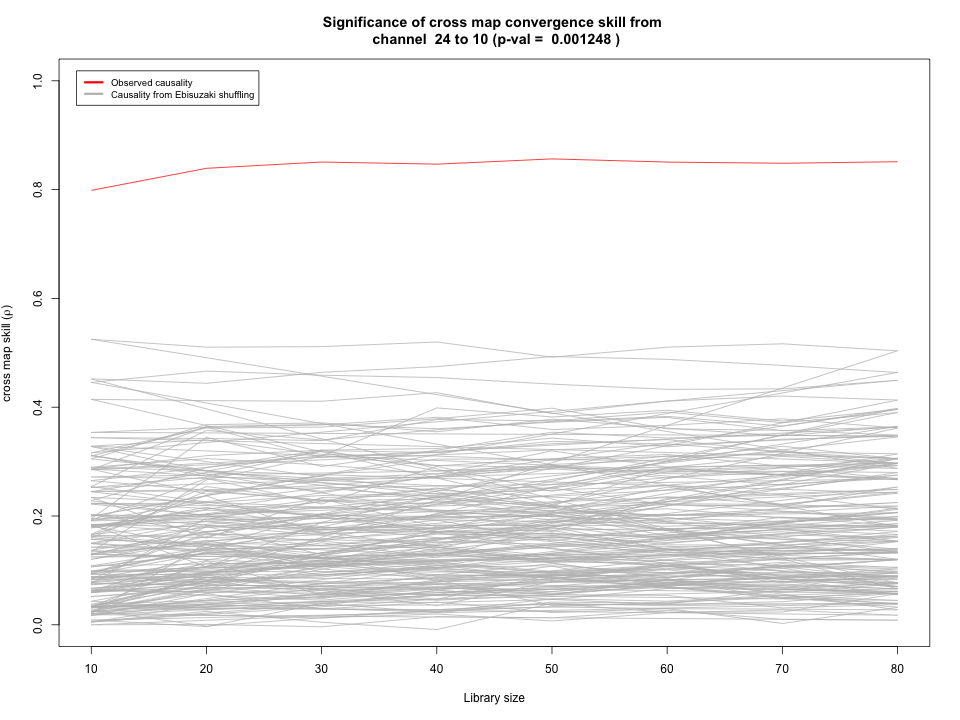 Significance of cross map convergence skill from
channel  24 to 10 (p-val =  0.001248 )
Observed causality
Causality from Ebisuzaki shuffling
cross map skill (ρ)
1.0
0.8
0.6
0.4
0.2
0.0
10 20 30 40 50 60 70 80
Library size